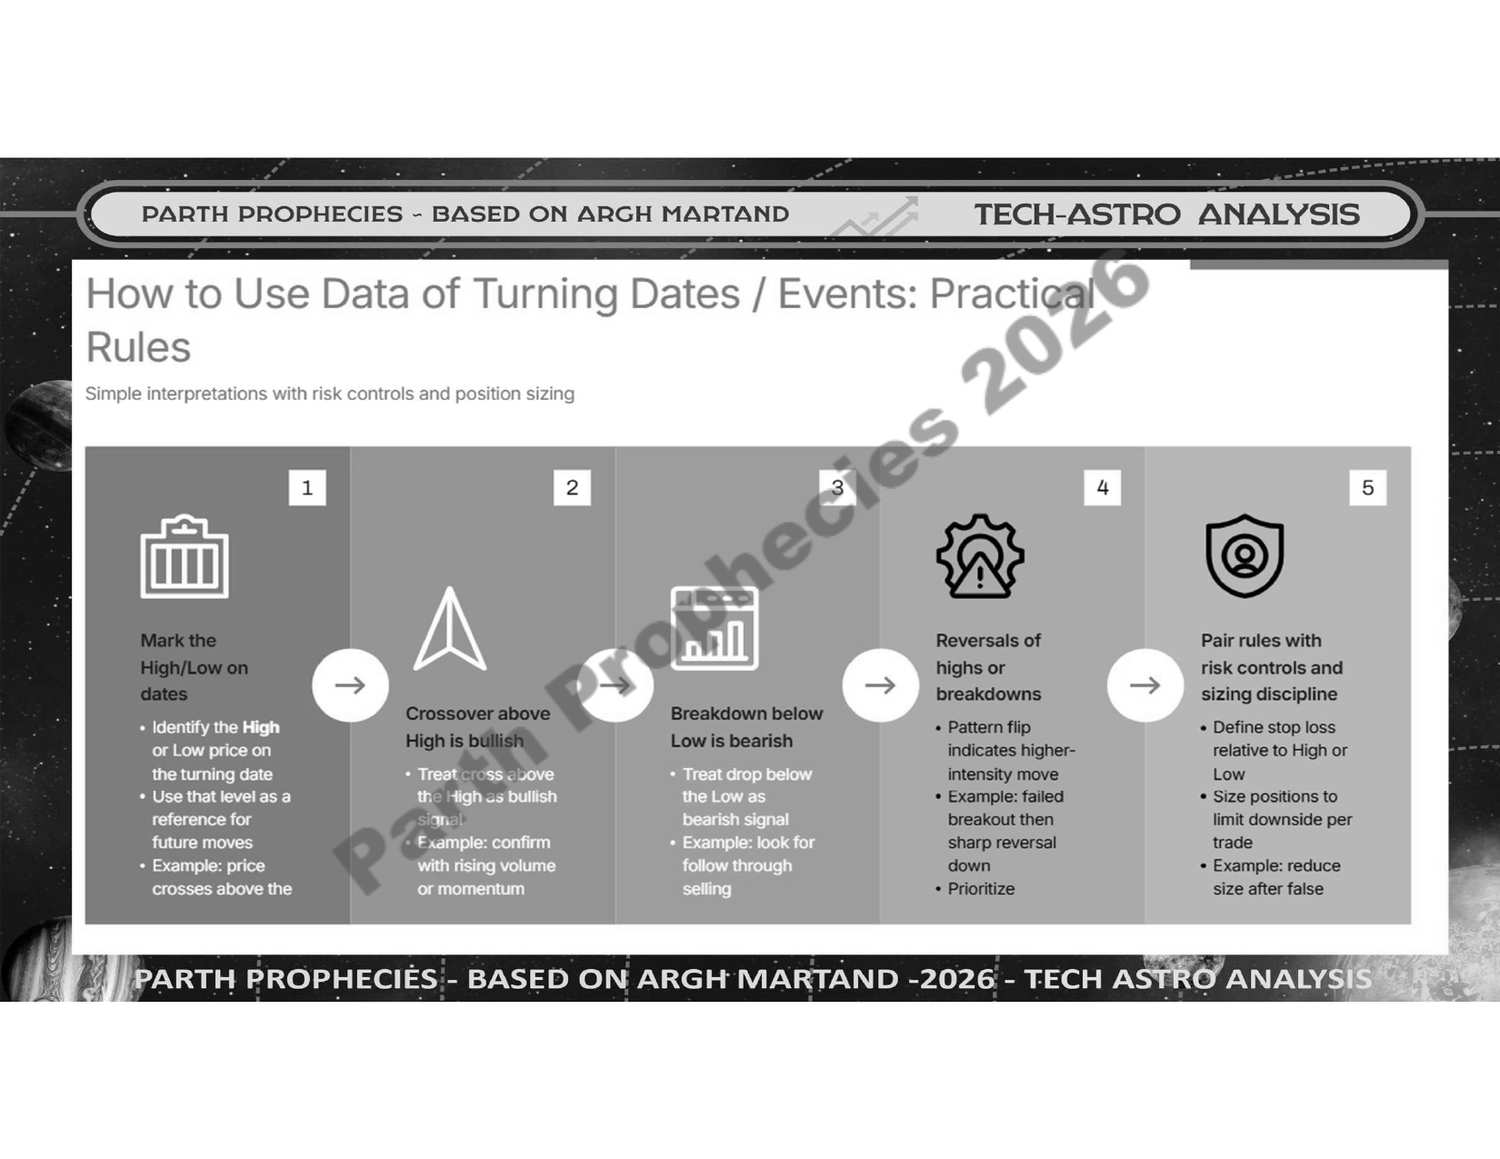 PARTH PROPHECIES ~ BASED ON ARGH MARTAND
TECH-ASTRO ANALYSIS
How to Use Data of Turning Dates / Events: Practical
Rules
Simple interpretations with risk controls and position sizing
1
Mark the
High/Low on
dates
• Identify the High
or Low price on
the turning date
• Use that level as a
reference for
future moves
• Example: price
crosses above the
2
Crossover above
High is bullish
• Treat cross above
the High as bullish
signal
• Example: confirm
with rising volume
or momentum
3
Breakdown below
Low is bearish
• Treat drop below
the Low as
bearish signal
• Example: look for
follow through
selling
4
Reversals of
highs or
breakdowns
• Pattern flip
indicates higher-
intensity move
• Example: failed
breakout then
sharp reversal
down
• Prioritize
5
Pair rules with
risk controls and
sizing discipline
• Define stop loss
relative to High or
Low
• Size positions to
limit downside per
trade
• Example: reduce
size after false
Parth Prophecies 2026
PARTH PROPHECIES - BASED ON ARGH MARTAND -2026 - TECH ASTRO ANALYSIS